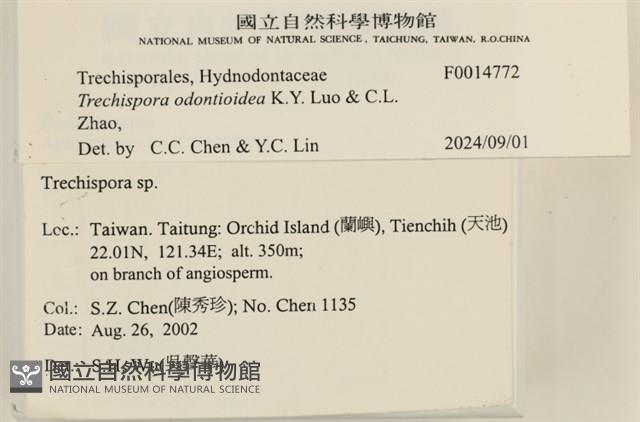 國立自然科學博物館
NATIONAL MUSEUM OF NATURAL SCIENCE, TAICHUNG, TAIWAN, R.O.CHINA
Trechisporales, Hydnodontaceae F0014772
Trechispora odontioidea K.Y. Luo & C.L.
Zhao,
Det. by C.C. Chen & Y.C. Lin 2024/09/01
Trechispora sp.
Loc.: Taiwan. Taitung: Orchid Island (蘭嶼), Tienchih (天池)
22.01N, 121.34E; alt. 350m;
on branch of angiosperm.
Col.: S.Z. Chen(陳秀珍); No. Chen 1135
Date: Aug. 26, 2002
S.H. Wu(吳聲華)
國立自然科學博物館
NATIONAL MUSEUM OF NATURAL SCIENCE